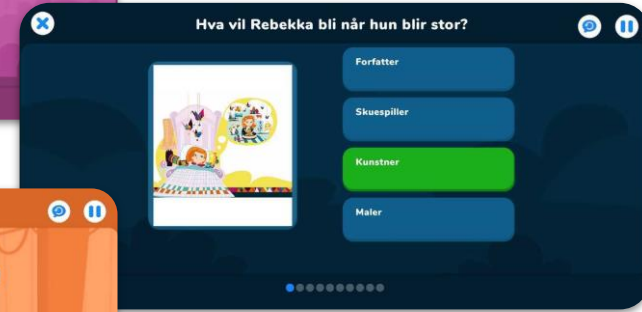 Hva vil Rebekka bli når hun blir stor?
Forfatter
Skuespiller
Kunstner
Maler